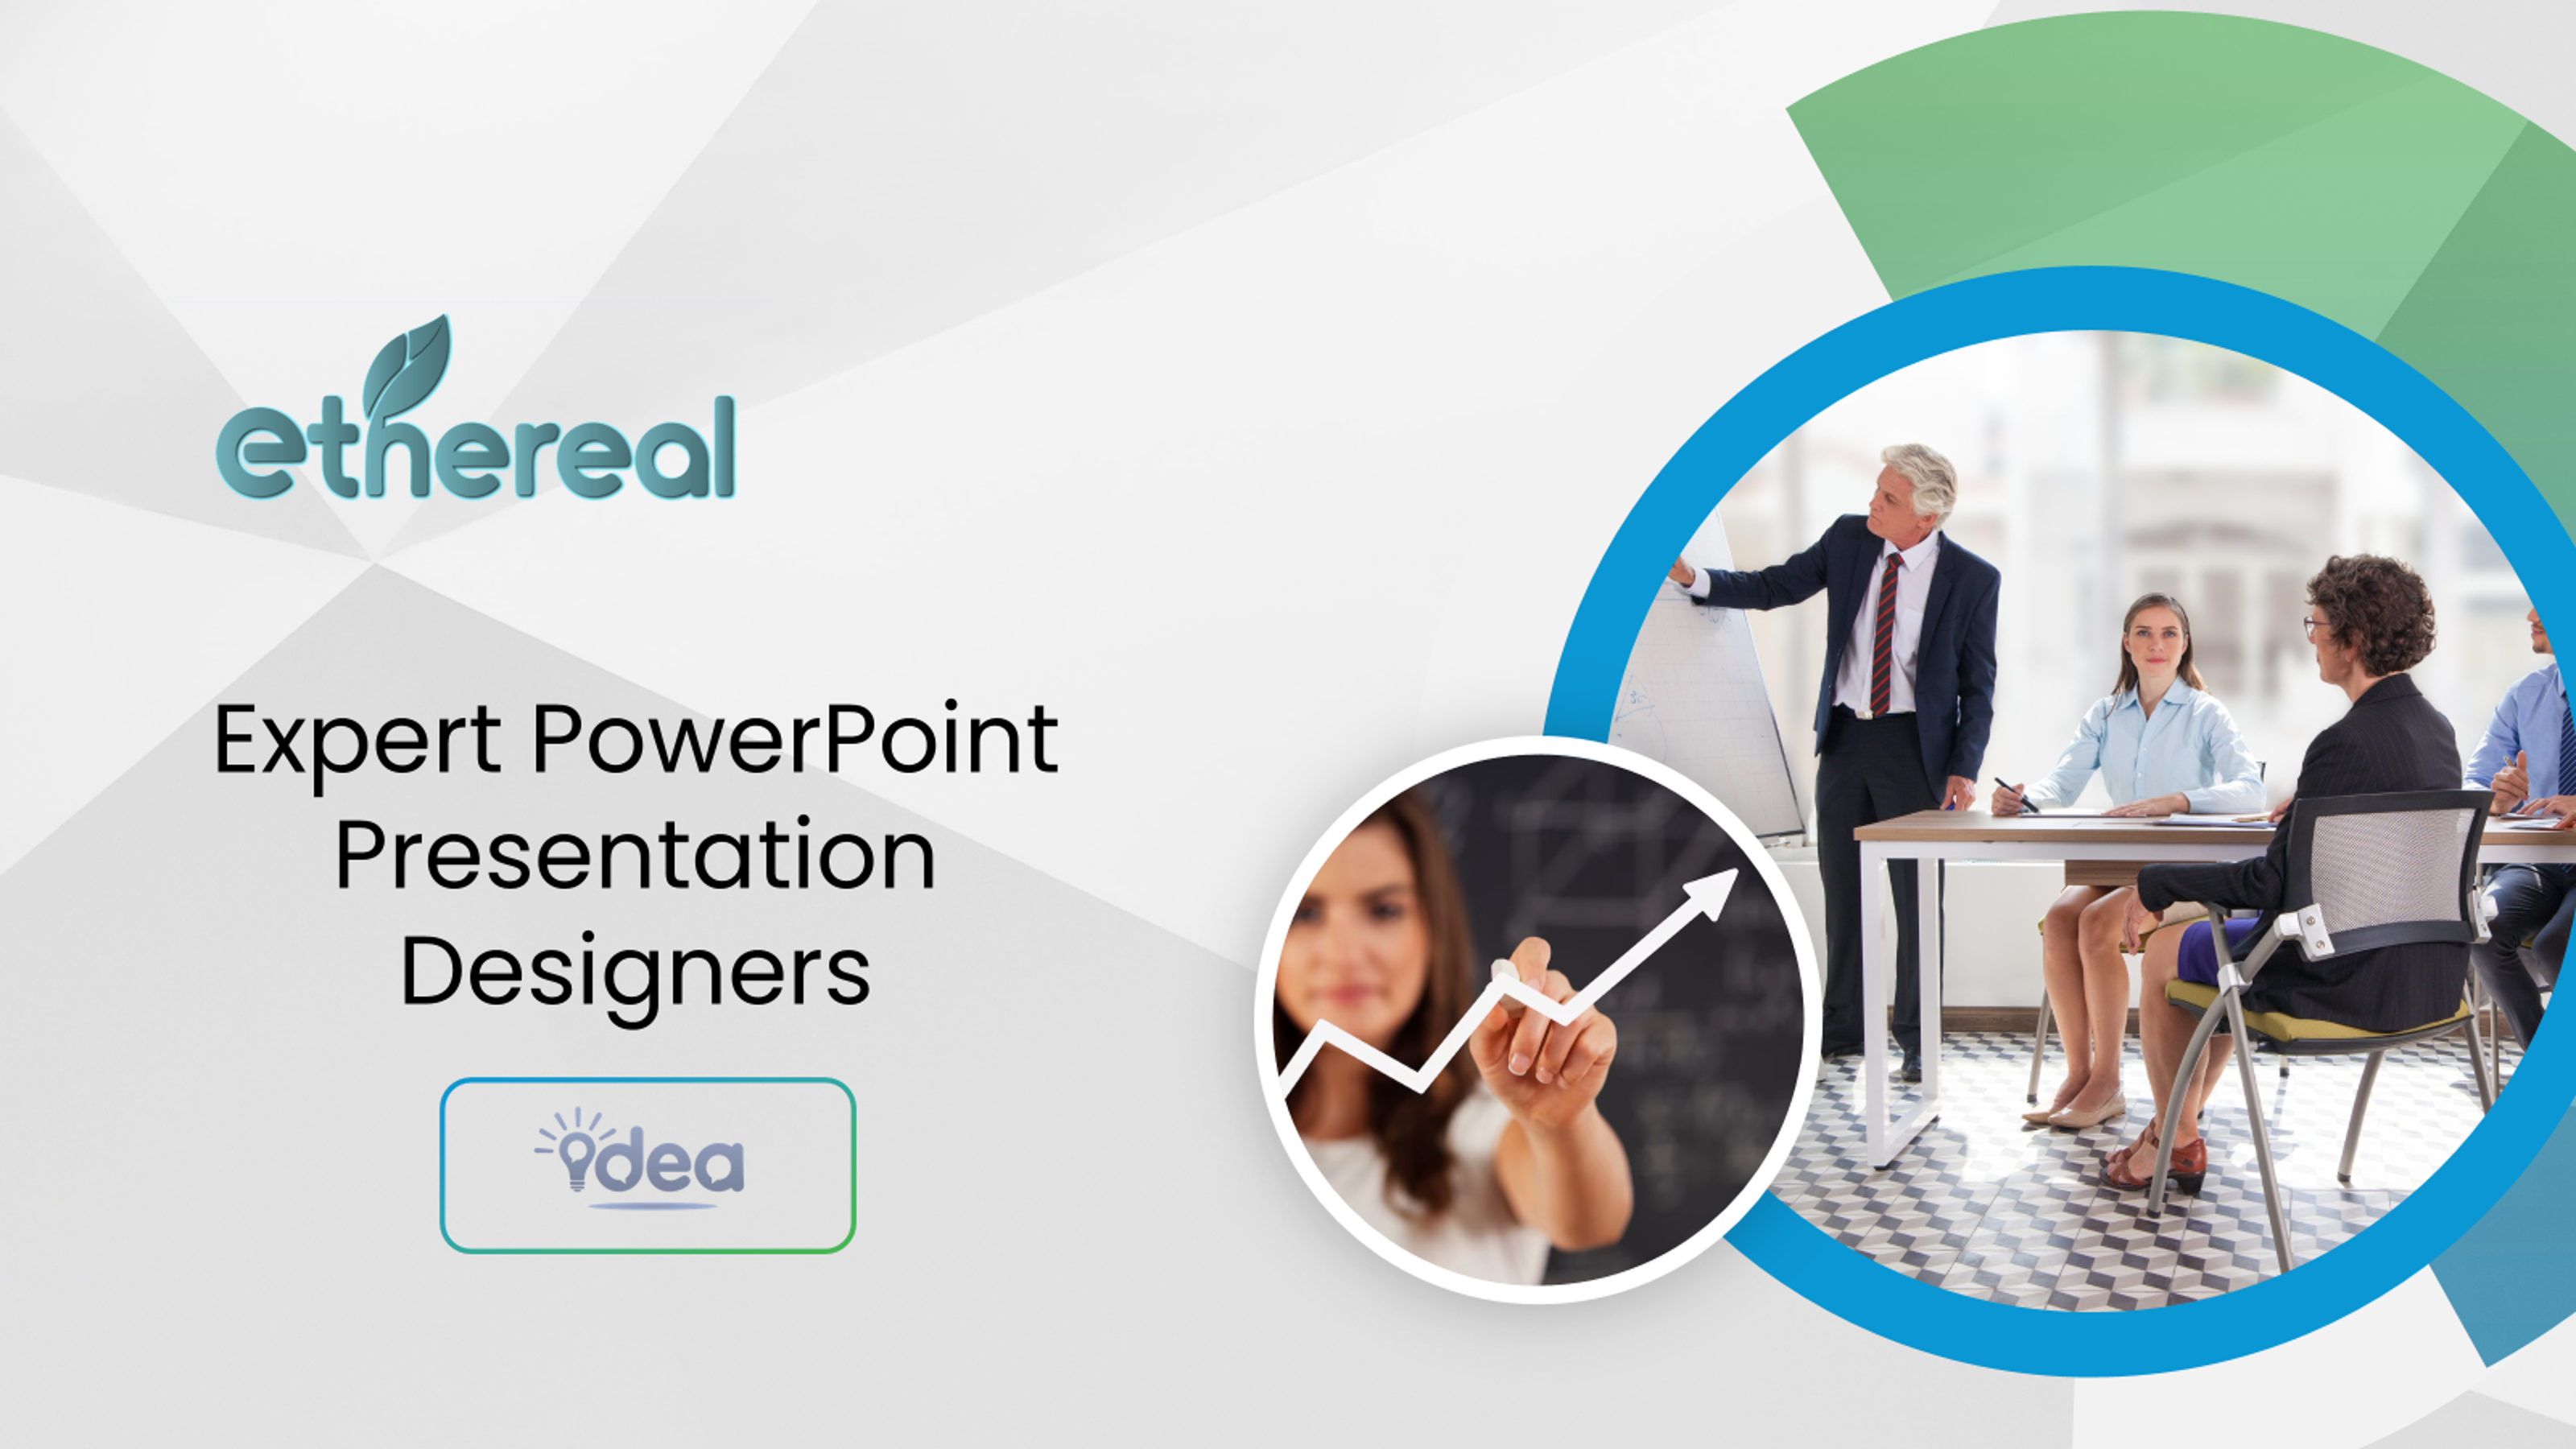 ethereal
Expert PowerPoint
Presentation
Designers
idea